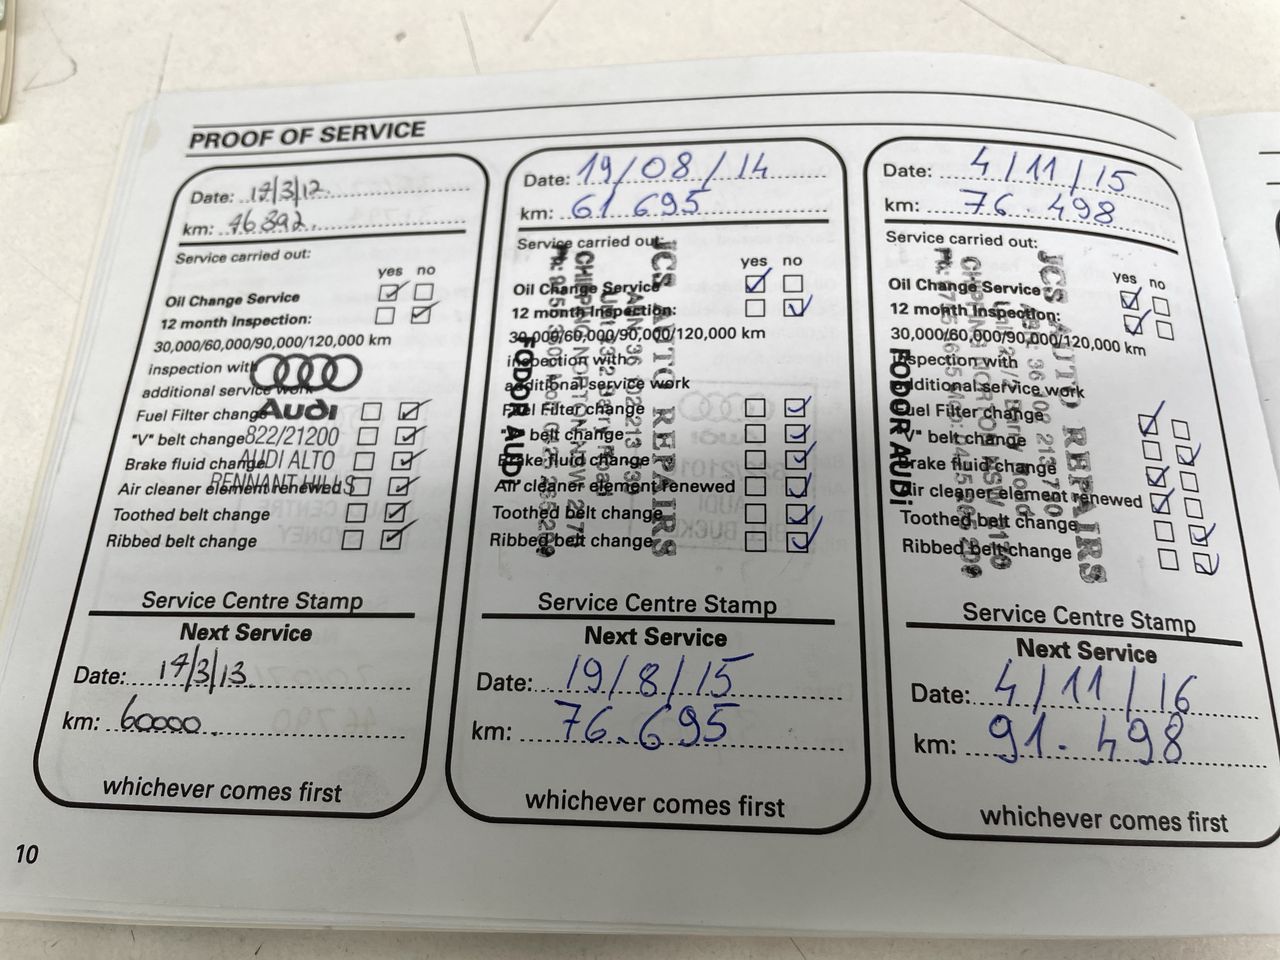 PROOF OF SERVICE
Date: 17/3/12
km: 46392.
Service carried out:
yes no
Oil Change Service
12 month Inspection:
30,000/60,000/90,000/120,000 km
inspection with
additional service work
Audi
Fuel Filter change
822/21200
"V" belt change
AUDI ALTO
Brake fluid change
PENNANT HILLS
Air cleaner element renewed
Toothed belt change
Ribbed belt change
Service Centre Stamp
Next Service
Date: 17/3/13
km: 60000
whichever comes first
Date: 19/08/14
km: 61 695
Service carried out:
yes no
Oil Change Service
12 month Inspection:
30,000/60,000/90,000/120,000 km
inspection with
additional service work
Fuel Filter change
"V" belt change
Brake fluid change
Air cleaner element renewed
Toothed belt change
Ribbed belt change
JCS AUTO REPAIRS
CHIPPING NORTON NSW
FODOR AUDI
Service Centre Stamp
Next Service
Date: 19/8/15
km: 76.695
whichever comes first
Date: 4/11/15
km: 76.498
Service carried out:
yes no
Oil Change Service
12 month Inspection:
30,000/60,000/90,000/120,000 km
inspection with
additional service work
Fuel Filter change
"V" belt change
Brake fluid change
Air cleaner element renewed
Toothed belt change
Ribbed belt change
JCS AUTO REPAIRS
FODOR AUDI
Service Centre Stamp
Next Service
Date: 4/11/16
km: 91.498
whichever comes first
10